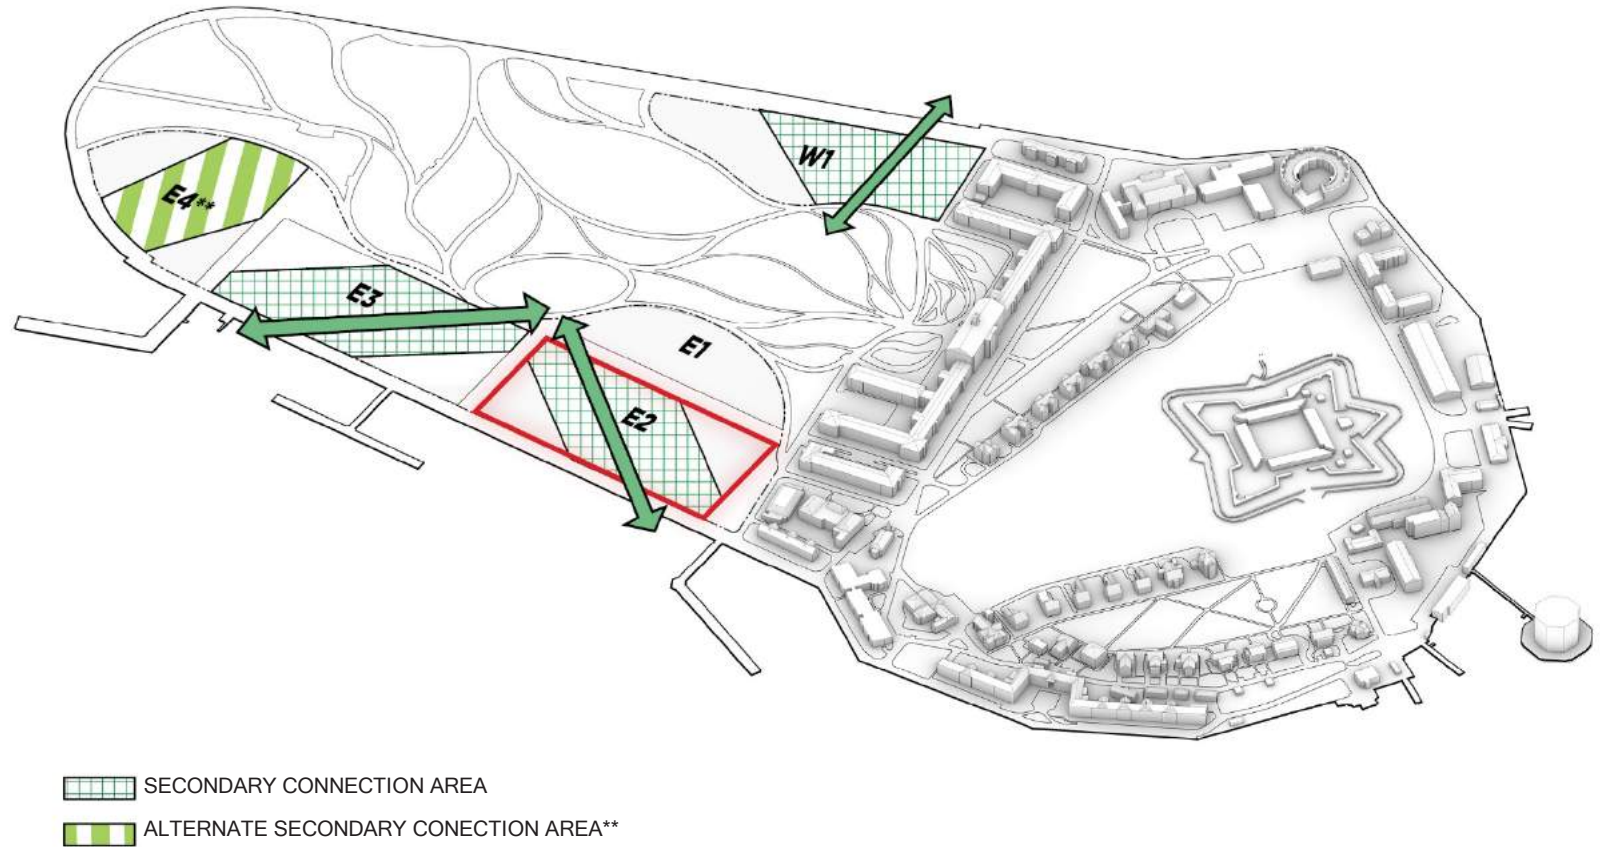 W1
E4**
E3
E1
E2
SECONDARY CONNECTION AREA
ALTERNATE SECONDARY CONECTION AREA**